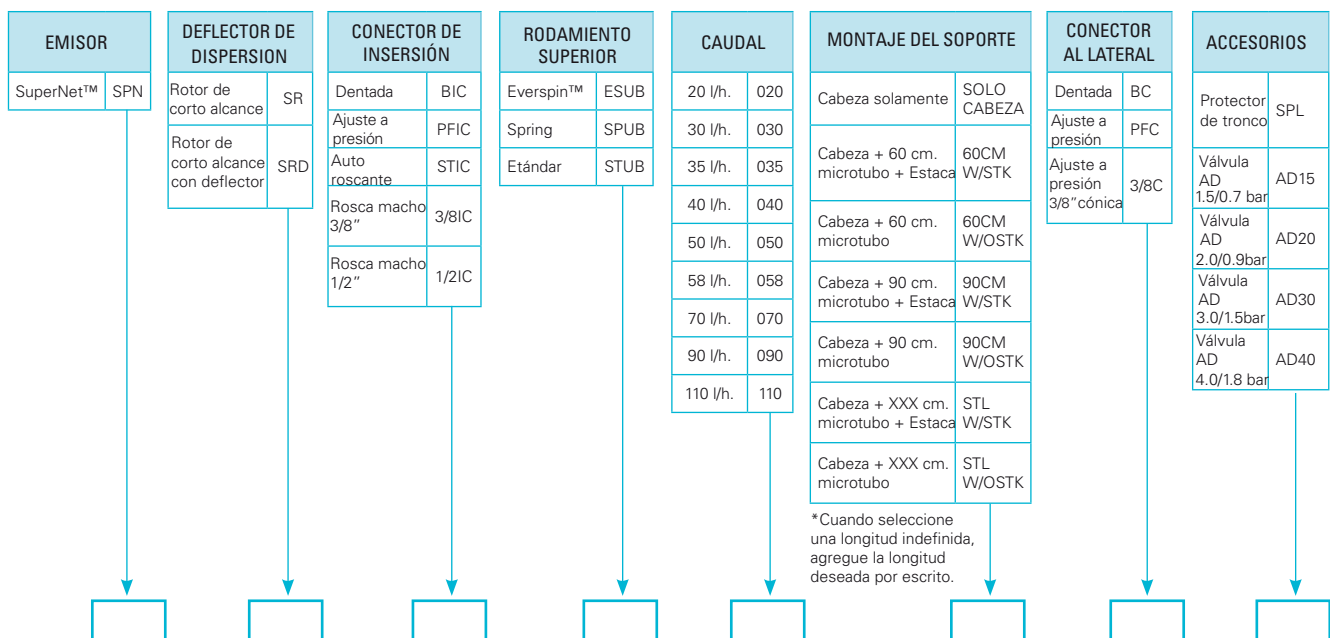 EMISOR
SuperNet™ SPN
DEFLECTOR DE
DISPERSION
Rotor de
corto alcance SR
Rotor de
corto alcance
con deflector SRD
CONECTOR DE
INSERSIÓN
Dentada BIC
Ajuste a
presión PFIC
Auto
roscante STIC
Rosca macho
3/8” 3/8IC
Rosca macho
1/2” 1/2IC
RODAMIENTO
SUPERIOR
Everspin™ ESUB
Spring SPUB
Etándar STUB
CAUDAL
20 l/h. 020
30 l/h. 030
35 l/h. 035
40 l/h. 040
50 l/h. 050
58 l/h. 058
70 l/h. 070
90 l/h. 090
110 l/h. 110
MONTAJE DEL SOPORTE
Cabeza solamente SOLO
CABEZA
Cabeza + 60 cm. 60CM
microtubo + Estaca W/STK
Cabeza + 60 cm. 60CM
microtubo W/OSTK
Cabeza + 90 cm. 90CM
microtubo + Estaca W/STK
Cabeza + 90 cm. 90CM
microtubo W/OSTK
Cabeza + XXX cm. STL
microtubo + Estaca W/STK
Cabeza + XXX cm. STL
microtubo W/OSTK
*Cuando seleccione
una longitud indefinida,
agregue la longitud
deseada por escrito.
CONECTOR
AL LATERAL
Dentada BC
Ajuste a
presión PFC
Ajuste a
presión 3/8C
3/8”cónica
ACCESORIOS
Protector
de tronco SPL
Válvula
AD AD15
1.5/0.7 bar
Válvula
AD AD20
2.0/0.9bar
Válvula
AD AD30
3.0/1.5bar
Válvula
AD AD40
4.0/1.8 bar